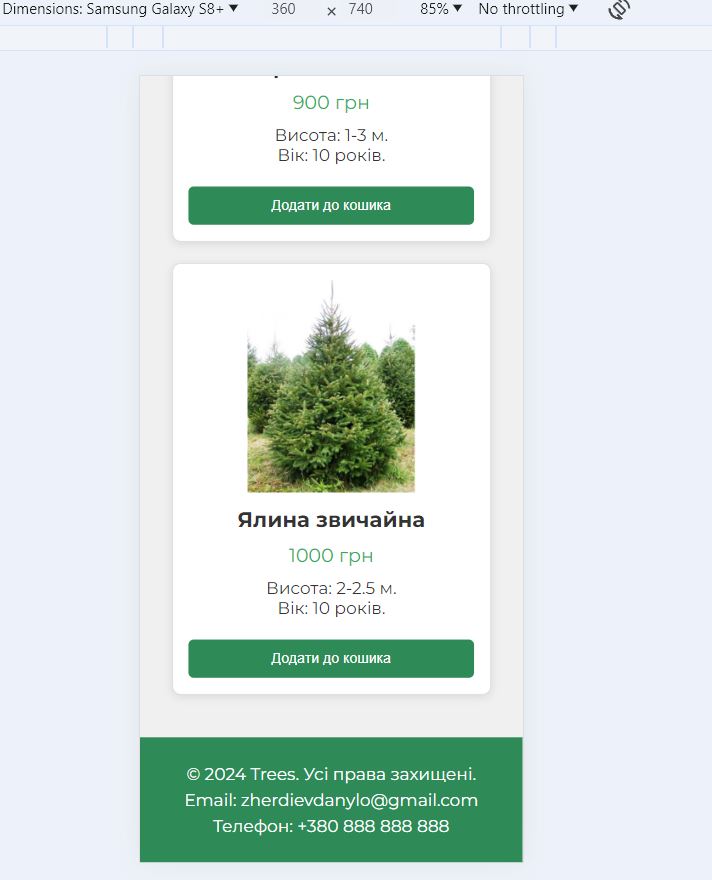 Dimensions: Samsung Galaxy S8+ ▼ 360 × 740 85% ▼ No throttling ▼
900 грн
Висота: 1-3 м.
Вік: 10 років.
Додати до кошика
Ялина звичайна
1000 грн
Висота: 2-2.5 м.
Вік: 10 років.
Додати до кошика
© 2024 Trees. Усі права захищені.
Email: zherdievdanylo@gmail.com
Телефон: +380 888 888 888